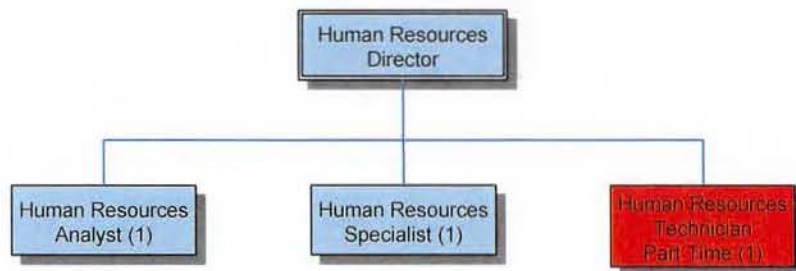 Human Resources
Director
Human Resources
Analyst (1)
Human Resources
Specialist (1)
Human Resources
Technician
Part Time (1)